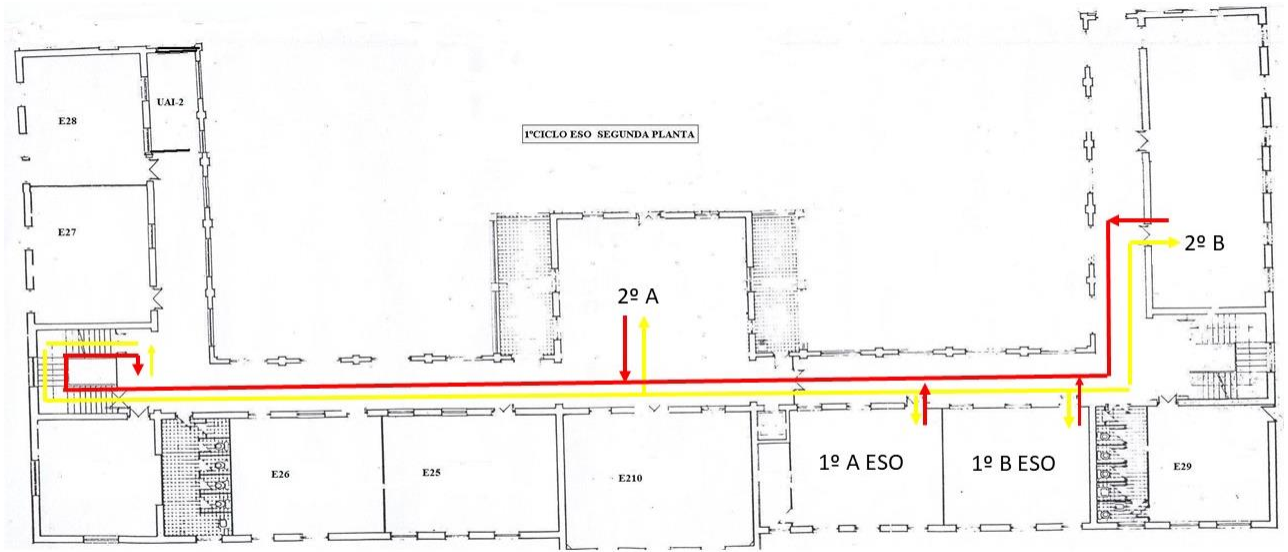 UAI-2
E28
1ºCICLO ESO SEGUNDA PLANTA
E27
2º B
2º A
E26
E25
E210
1º A ESO
1º B ESO
E29